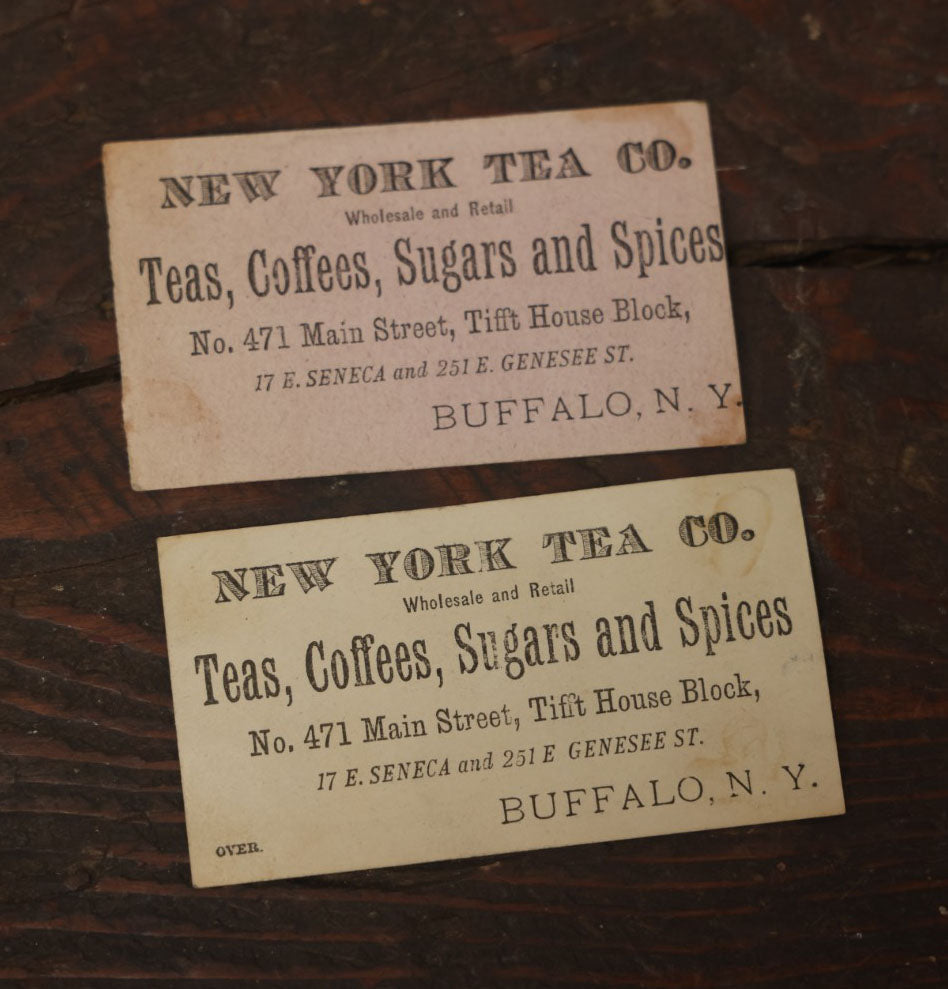 NEW YORK TEA CO.
Wholesale and Retail
Teas, Coffees, Sugars and Spices
No. 471 Main Street, Tifft House Block,
17 E. SENECA and 251 E. GENESEE ST.
BUFFALO, N. Y.
NEW YORK TEA CO.
Wholesale and Retail
Teas, Coffees, Sugars and Spices
No. 471 Main Street, Tifft House Block,
17 E. SENECA and 251 E GENESEE ST.
BUFFALO, N. Y.
OVER.